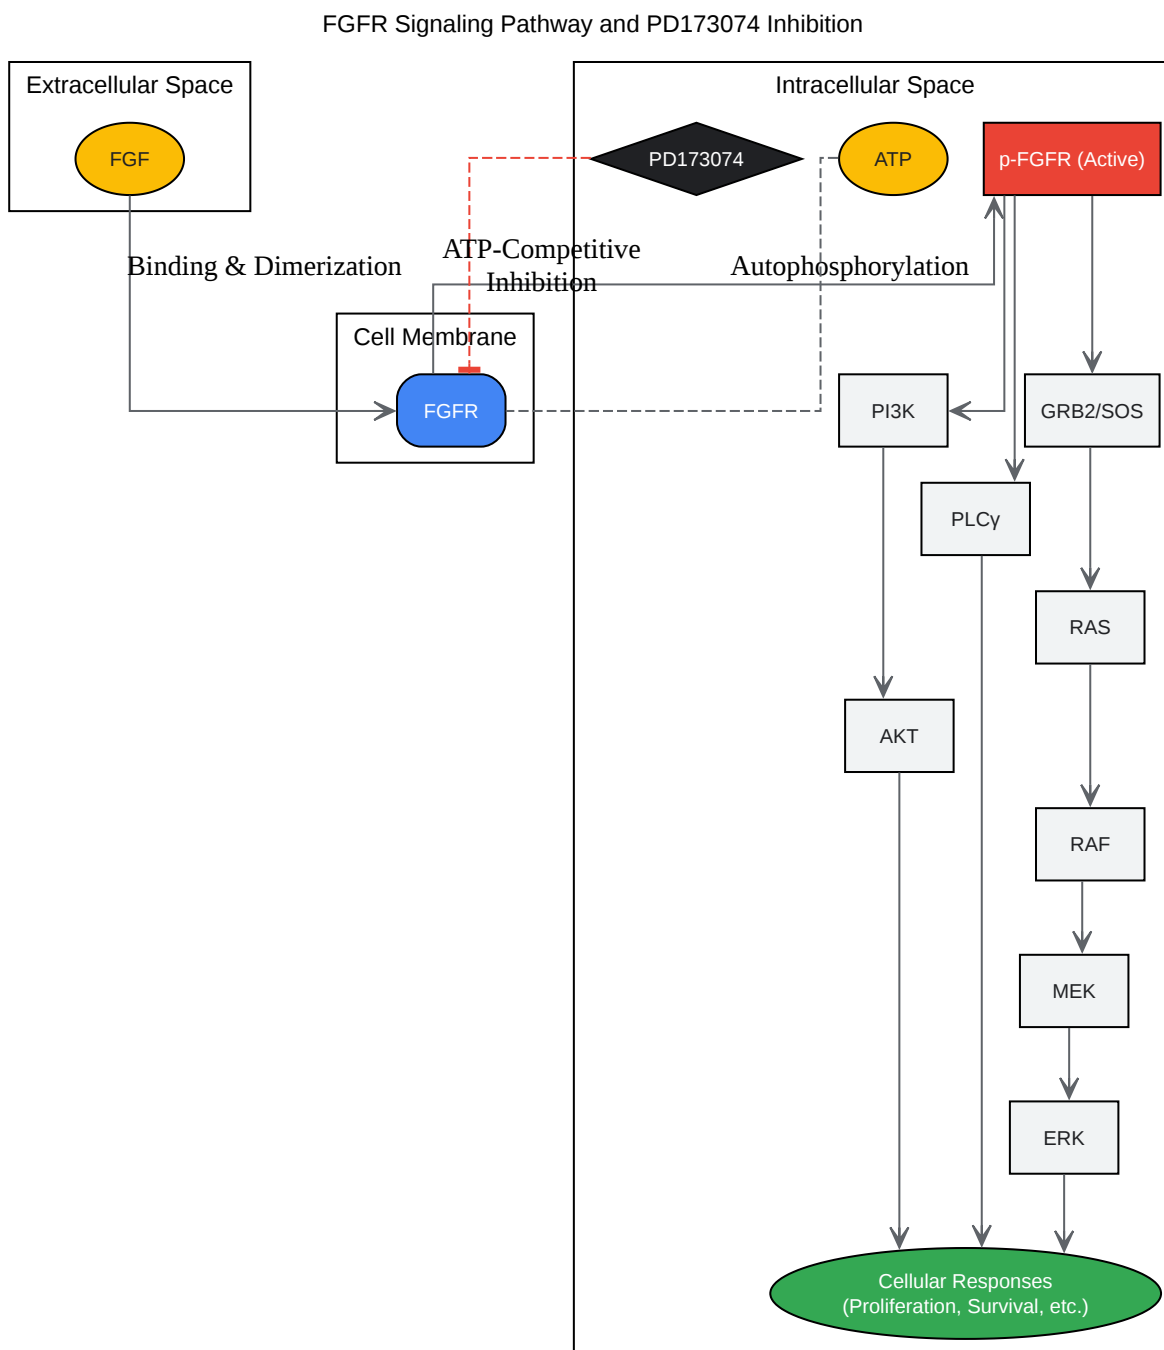 FGFR Signaling Pathway and PD173074 Inhibition
Extracellular Space
Intracellular Space
FGF
PD173074
ATP
p-FGFR (Active)
Binding & Dimerization
ATP-Competitive
Inhibition
Autophosphorylation
Cell Membrane
FGFR
PI3K
GRB2/SOS
PLCγ
RAS
AKT
RAF
MEK
ERK
Cellular Responses
(Proliferation, Survival, etc.)